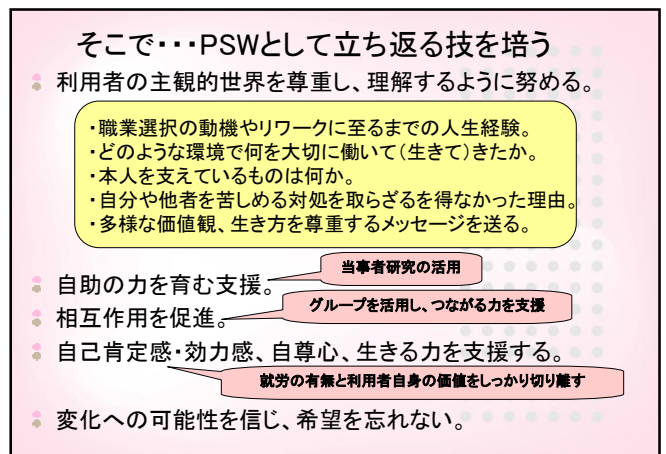 そこで・・・PSWとして立ち返る技を培う
利用者の主観的世界を尊重し、理解するように努める。
・職業選択の動機やリワークに至るまでの人生経験。
・どのような環境で何を大切に働いて(生きて)きたか。
・本人を支えているものは何か。
・自分や他者を苦しめる対処を取らざるを得なかった理由。
・多様な価値観、生き方を尊重するメッセージを送る。
当事者研究の活用
自助の力を育む支援。
グループを活用し、つながる力を支援
相互作用を促進。
自己肯定感・効力感、自尊心、生きる力を支援する。
就労の有無と利用者自身の価値をしっかり切り離す
変化への可能性を信じ、希望を忘れない。